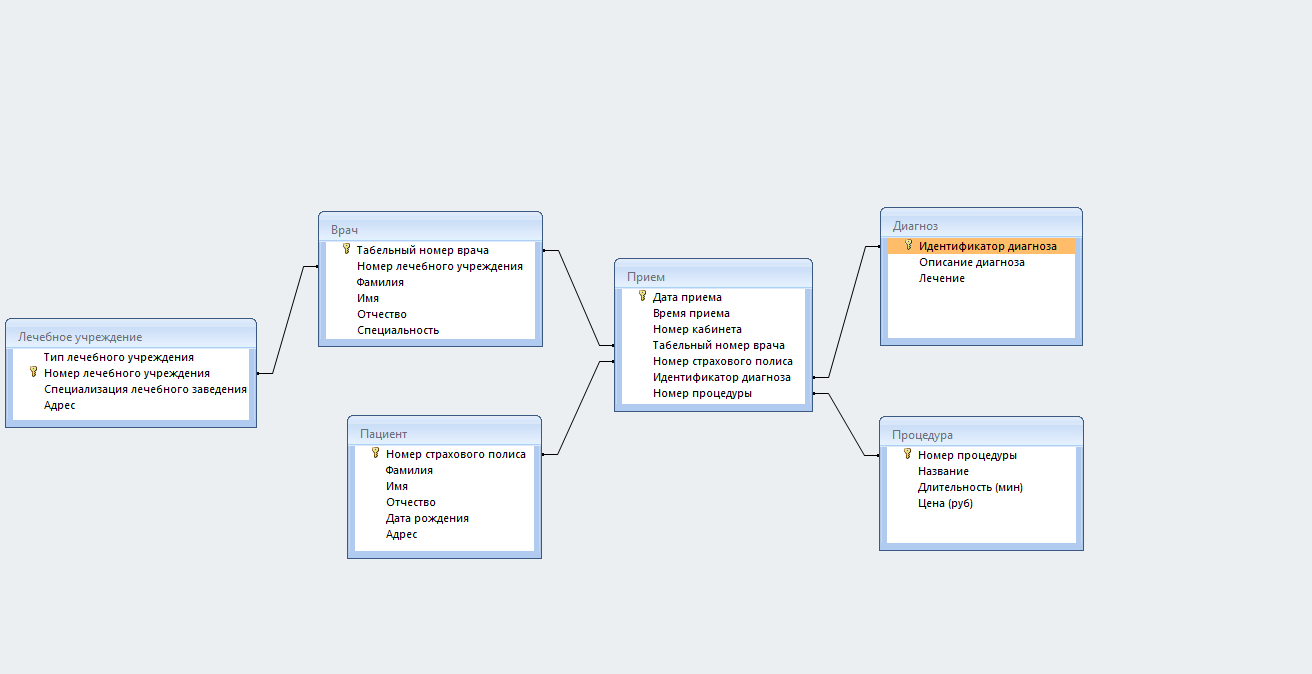 Лечебное учреждение
Тип лечебного учреждения
Номер лечебного учреждения
Специализация лечебного заведения
Адрес
Врач
Табельный номер врача
Номер лечебного учреждения
Фамилия
Имя
Отчество
Специальность
Пациент
Номер страхового полиса
Фамилия
Имя
Отчество
Дата рождения
Адрес
Прием
Дата приема
Время приема
Номер кабинета
Табельный номер врача
Номер страхового полиса
Идентификатор диагноза
Номер процедуры
Диагноз
Идентификатор диагноза
Описание диагноза
Лечение
Процедура
Номер процедуры
Название
Длительность (мин)
Цена (руб)